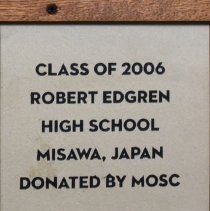 CLASS OF 2006
ROBERT EDGREN
HIGH SCHOOL
MISAWA, JAPAN
DONATED BY MOSC